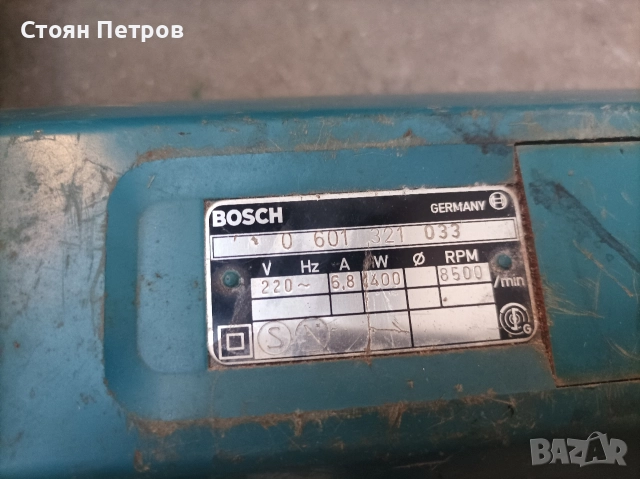 Стоян Петров
BOSCH GERMANY
0 601 321 033
V Hz A W Ø RPM
220~ 6,8 1400 8500 /min
S
G
BAZAR